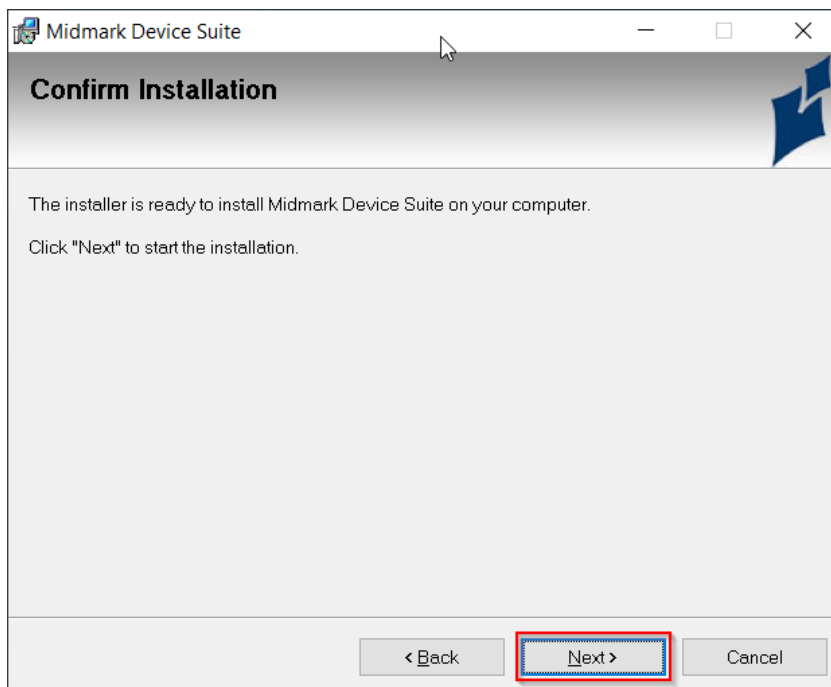 Midmark Device Suite
Confirm Installation
The installer is ready to install Midmark Device Suite on your computer.
Click "Next" to start the installation.
< Back
Next >
Cancel